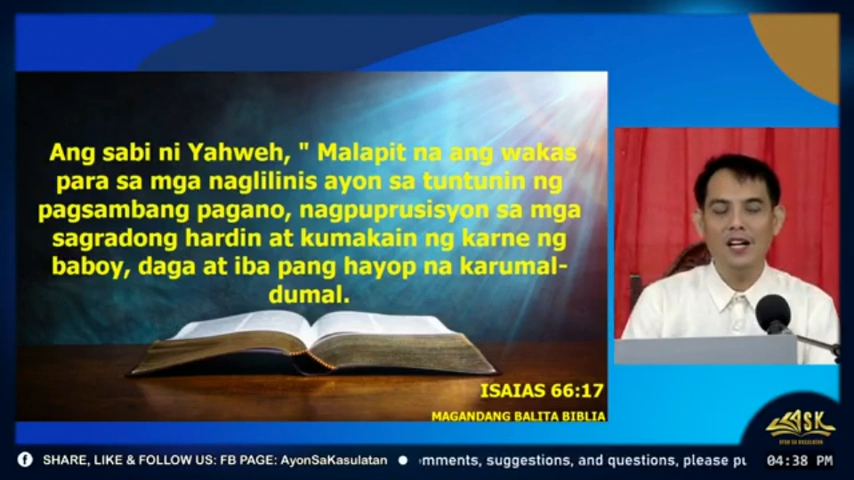 Ang sabi ni Yahweh, " Malapit na ang wakas
para sa mga naglilinis ayon sa tuntunin ng
pagsambang pagano, nagpuprusisyon sa mga
sagradong hardin at kumakain ng karne ng
baboy, daga at iba pang hayop na karumal-
dumal.
ISAIAS 66:17
MAGANDANG BALITA BIBLIA
ASK
AYON SA KASULATAN
SHARE, LIKE & FOLLOW US: FB PAGE: AyonSaKasulatan
mments, suggestions, and questions, please
04:38 PM